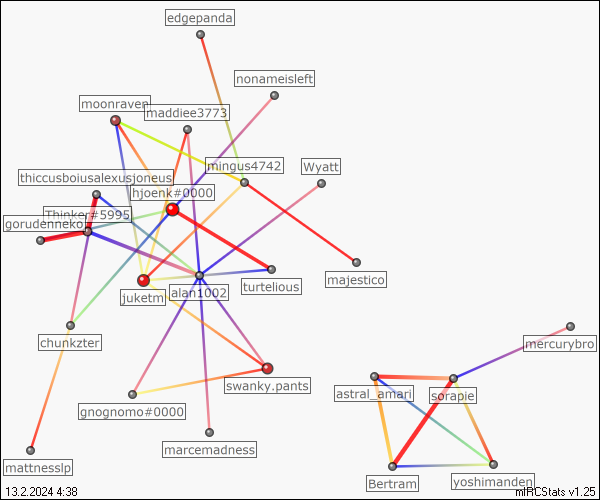 edgepanda
nonameisleft
moonraven
maddiee3773
mingus4742
Wyatt
thiccusboiusalexusjoneus
hjoenk#0000
Thinker#5995
gorudenneko
majestico
turtelious
alan1002
juketm
chunkzter
mercurybro
swanky.pants
astral_amari
sorapie
gnognomo#0000
marcemadness
mattnesslp
Bertram
yoshimanden
13.2.2024 4:38
mIRCStats v1.25